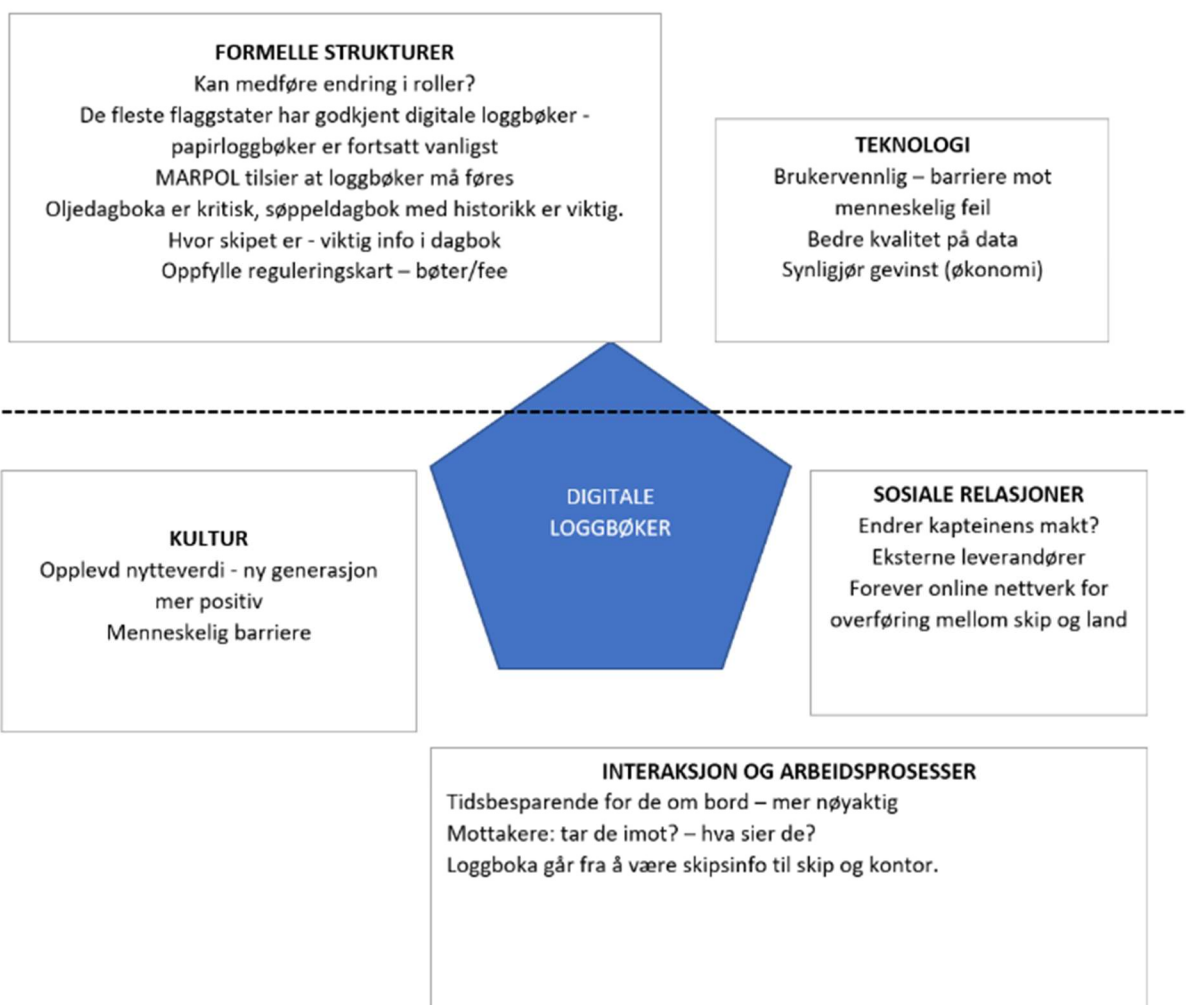 FORMELLE STRUKTURER
Kan medføre endring i roller?
De fleste flaggstater har godkjent digitale loggbøker -
papirloggbøker er fortsatt vanligst
MARPOL tilsier at loggbøker må føres
Oljedagboka er kritisk, søppeldagbok med historikk er viktig.
Hvor skipet er - viktig info i dagbok
Oppfylle reguleringskart – bøter/fee
TEKNOLOGI
Brukervennlig – barriere mot
menneskelig feil
Bedre kvalitet på data
Synligjør gevinst (økonomi)
DIGITALE
LOGGBØKER
KULTUR
Opplevd nytteverdi - ny generasjon
mer positiv
Menneskelig barriere
SOSIALE RELASJONER
Endrer kapteinens makt?
Eksterne leverandører
Forever online nettverk for
overføring mellom skip og land
INTERAKSJON OG ARBEIDSPROSESSER
Tidsbesparende for de om bord – mer nøyaktig
Mottakere: tar de imot? – hva sier de?
Loggboka går fra å være skipsinfo til skip og kontor.